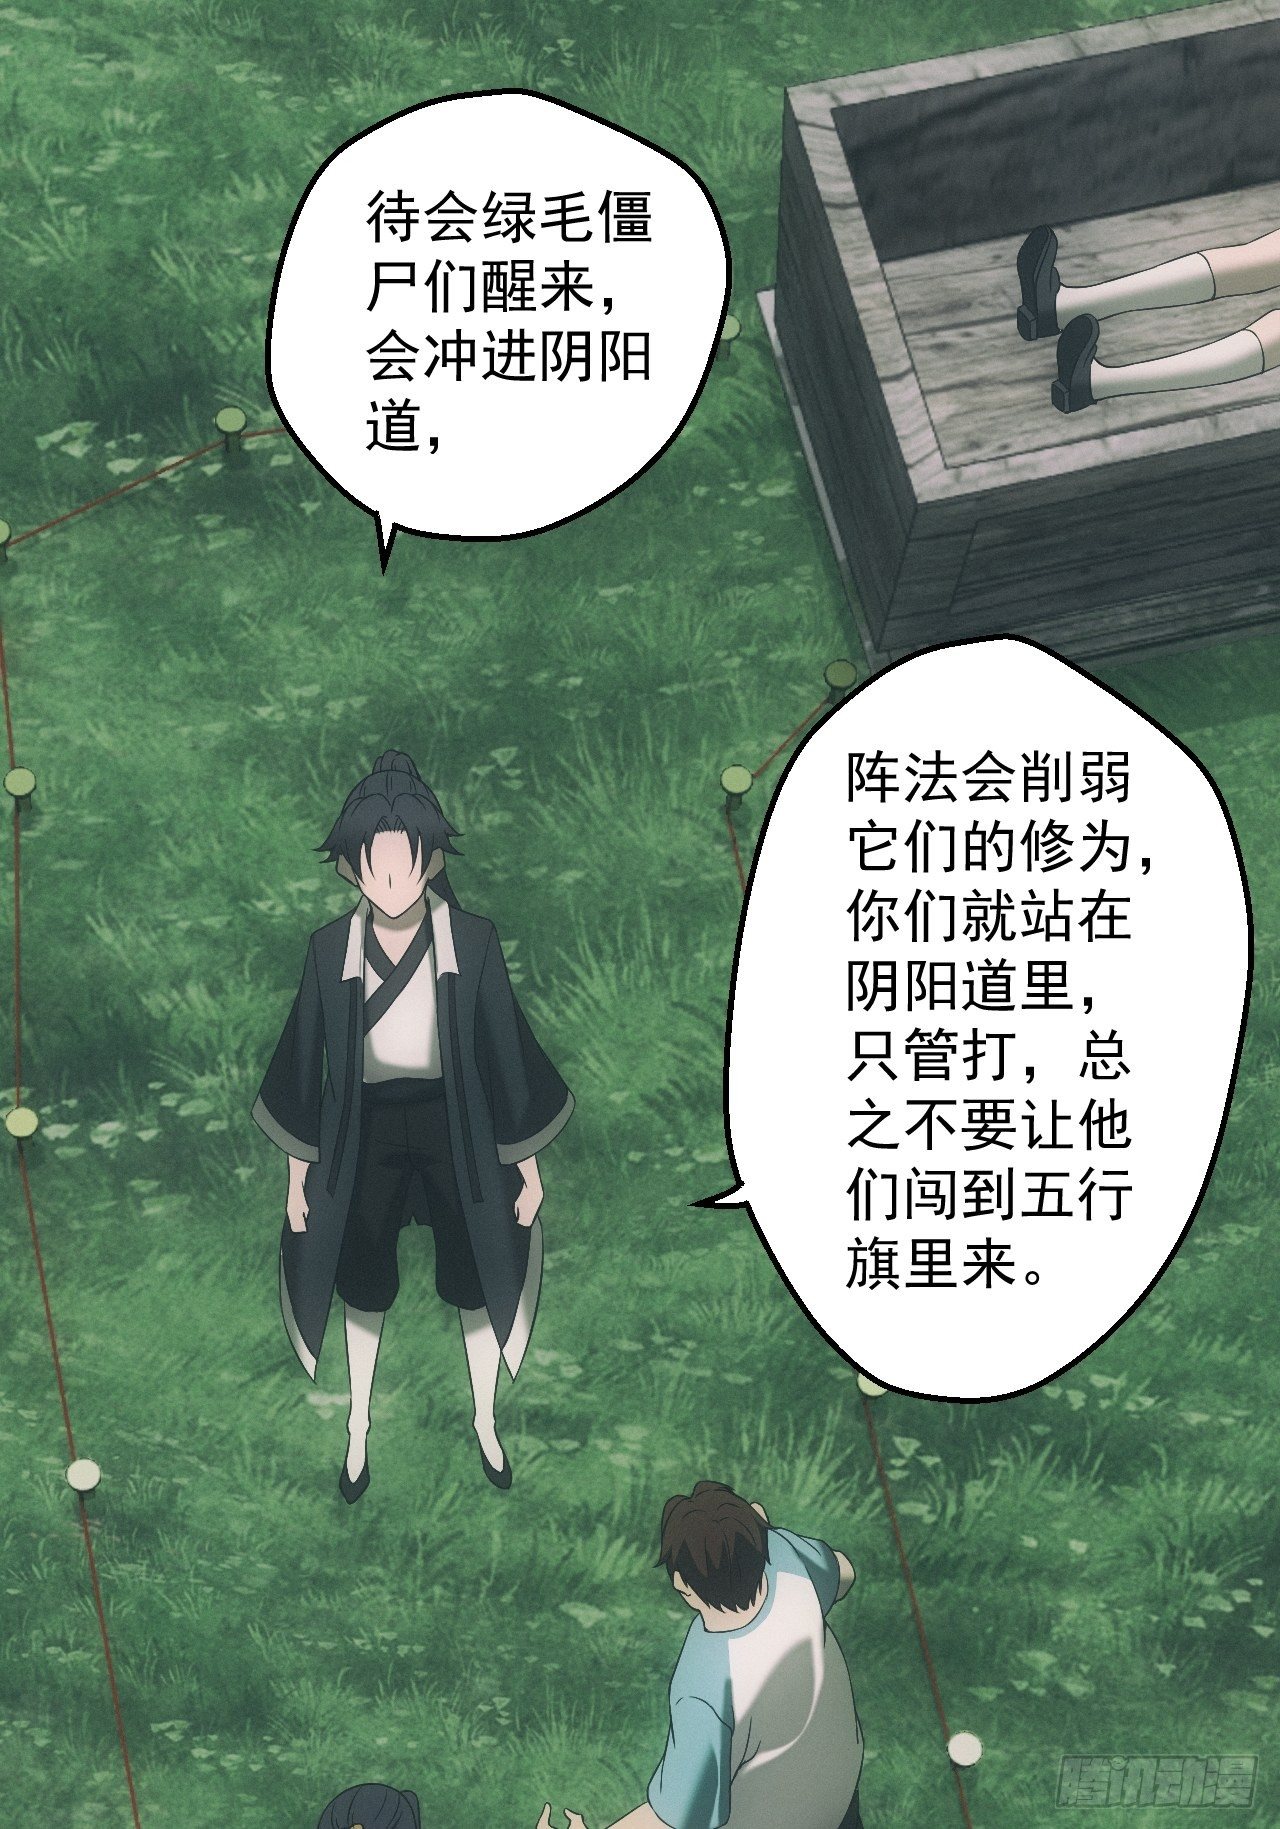 待会绿毛僵
尸们醒来，
会冲进阴阳
道，
阵法会削弱
它们的修为，
你们就站在
阴阳道里，
只管打，总
之不要让他
们闯到五行
旗里来。
腾讯动漫